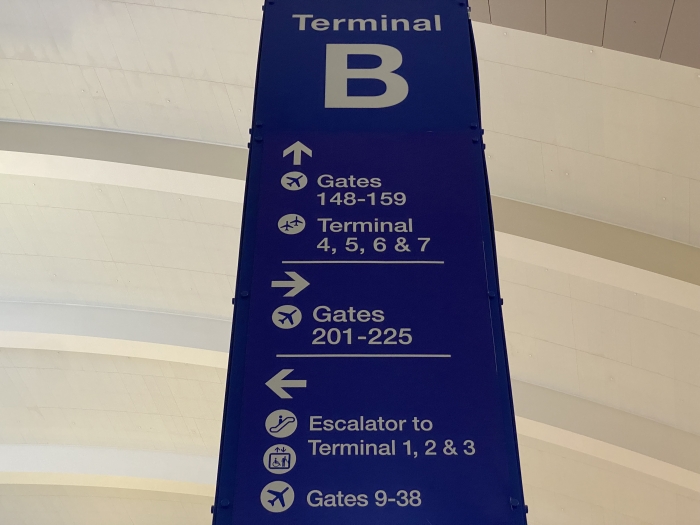 Terminal
B
Gates
148-159
Terminal
4, 5, 6 & 7
Gates
201-225
Escalator to
Terminal 1, 2 & 3
Gates 9-38